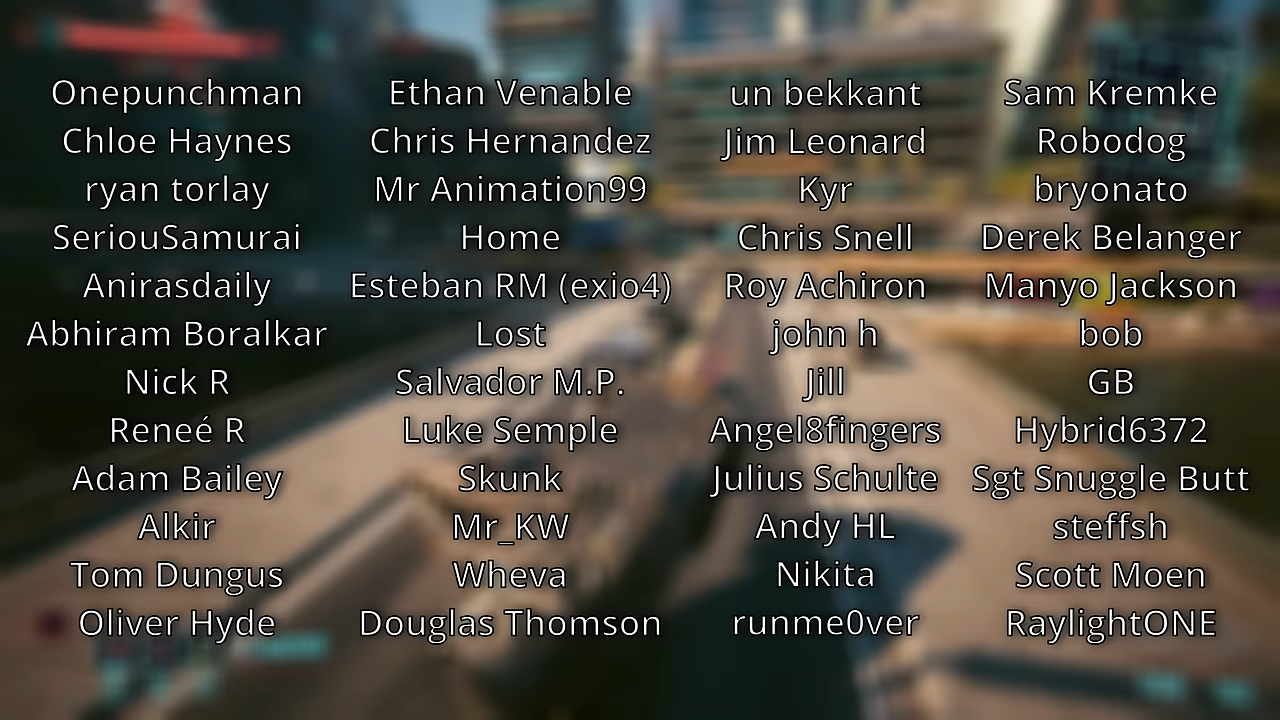 Onepunchman Ethan Venable un bekkant Sam Kremke
Chloe Haynes Chris Hernandez Jim Leonard Robodog
ryan torlay Mr Animation99 Kyr bryonato
SeriouSamurai Home Chris Snell Derek Belanger
Anirasdaily Esteban RM (exio4) Roy Achiron Manyo Jackson
Abhiram Boralkar Lost john h bob
Nick R Salvador M.P. Jill GB
Reneé R Luke Semple Angel8fingers Hybrid6372
Adam Bailey Skunk Julius Schulte Sgt Snuggle Butt
Alkir Mr_KW Andy HL steffsh
Tom Dungus Wheva Nikita Scott Moen
Oliver Hyde Douglas Thomson runme0ver RaylightONE